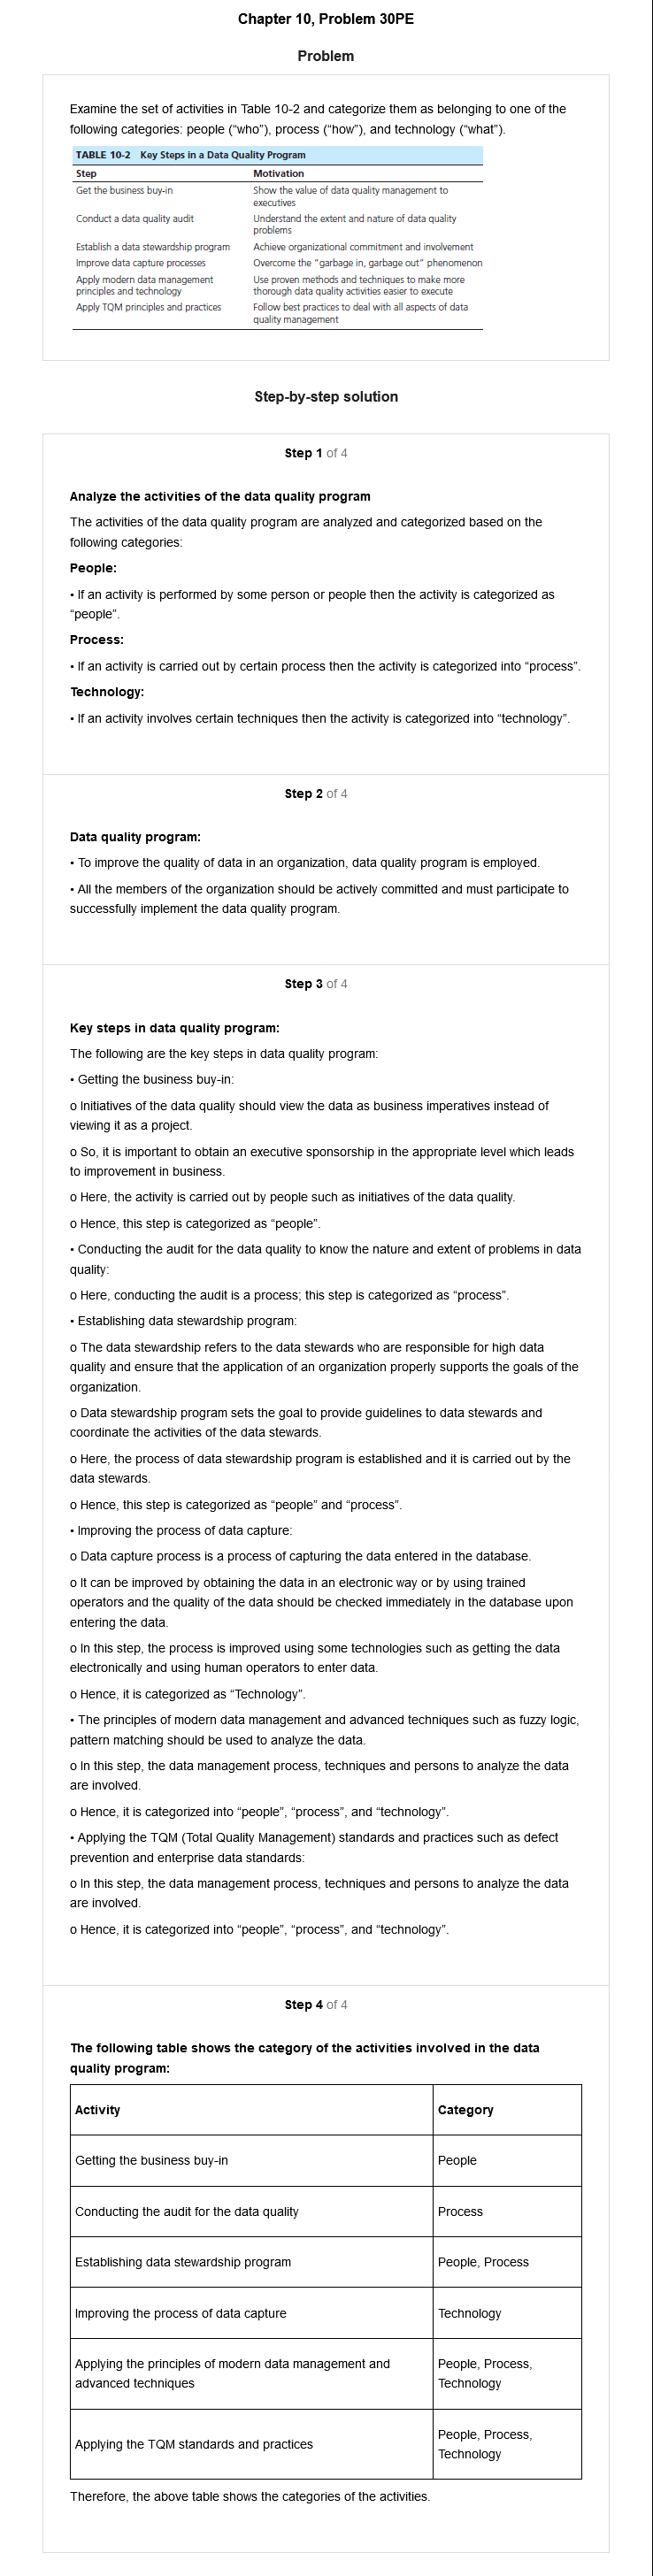 Chapter 10, Problem 30PE
Problem
Examine the set of activities in Table 10-2 and categorize them as belonging to one of the
following categories: people (“who”), process (“how”), and technology (“what”).
TABLE 10-2 Key Steps in a Data Quality Program
Step Motivation
Get the business buy-in Show the value of data quality management to
executives
Conduct a data quality audit Understand the extent and nature of data quality
problems
Establish a data stewardship program Achieve organizational commitment and involvement
Improve data capture processes Overcome the “garbage in, garbage out” phenomenon
Apply modern data management Use proven methods and techniques to make more
principles and technology thorough data quality activities easier to execute
Apply TQM principles and practices Follow best practices to deal with all aspects of data
quality management
Step-by-step solution
Step 1 of 4
Analyze the activities of the data quality program
The activities of the data quality program are analyzed and categorized based on the
following categories:
People:
• If an activity is performed by some person or people then the activity is categorized as
“people”.
Process:
• If an activity is carried out by certain process then the activity is categorized into “process”.
Technology:
• If an activity involves certain techniques then the activity is categorized into “technology”.
Step 2 of 4
Data quality program:
• To improve the quality of data in an organization, data quality program is employed.
• All the members of the organization should be actively committed and must participate to
successfully implement the data quality program.
Step 3 of 4
Key steps in data quality program:
The following are the key steps in data quality program:
• Getting the business buy-in:
o Initiatives of the data quality should view the data as business imperatives instead of
viewing it as a project.
o So, it is important to obtain an executive sponsorship in the appropriate level which leads
to improvement in business.
o Here, the activity is carried out by people such as initiatives of the data quality.
o Hence, this step is categorized as “people”.
• Conducting the audit for the data quality to know the nature and extent of problems in data
quality:
o Here, conducting the audit is a process; this step is categorized as “process”.
• Establishing data stewardship program:
o The data stewardship refers to the data stewards who are responsible for high data
quality and ensure that the application of an organization properly supports the goals of the
organization.
o Data stewardship program sets the goal to provide guidelines to data stewards and
coordinate the activities of the data stewards.
o Here, the process of data stewardship program is established and it is carried out by the
data stewards.
o Hence, this step is categorized as “people” and “process”.
• Improving the process of data capture:
o Data capture process is a process of capturing the data entered in the database.
o It can be improved by obtaining the data in an electronic way or by using trained
operators and the quality of the data should be checked immediately in the database upon
entering the data.
o In this step, the process is improved using some technologies such as getting the data
electronically and using human operators to enter data.
o Hence, it is categorized as “Technology”.
• The principles of modern data management and advanced techniques such as fuzzy logic,
pattern matching should be used to analyze the data.
o In this step, the data management process, techniques and persons to analyze the data
are involved.
o Hence, it is categorized into “people”, “process”, and “technology”.
• Applying the TQM (Total Quality Management) standards and practices such as defect
prevention and enterprise data standards:
o In this step, the data management process, techniques and persons to analyze the data
are involved.
o Hence, it is categorized into “people”, “process”, and “technology”.
Step 4 of 4
The following table shows the category of the activities involved in the data
quality program:
Activity Category
Getting the business buy-in People
Conducting the audit for the data quality Process
Establishing data stewardship program People, Process
Improving the process of data capture Technology
Applying the principles of modern data management and People, Process,
advanced techniques Technology
Applying the TQM standards and practices People, Process,
Technology
Therefore, the above table shows the categories of the activities.